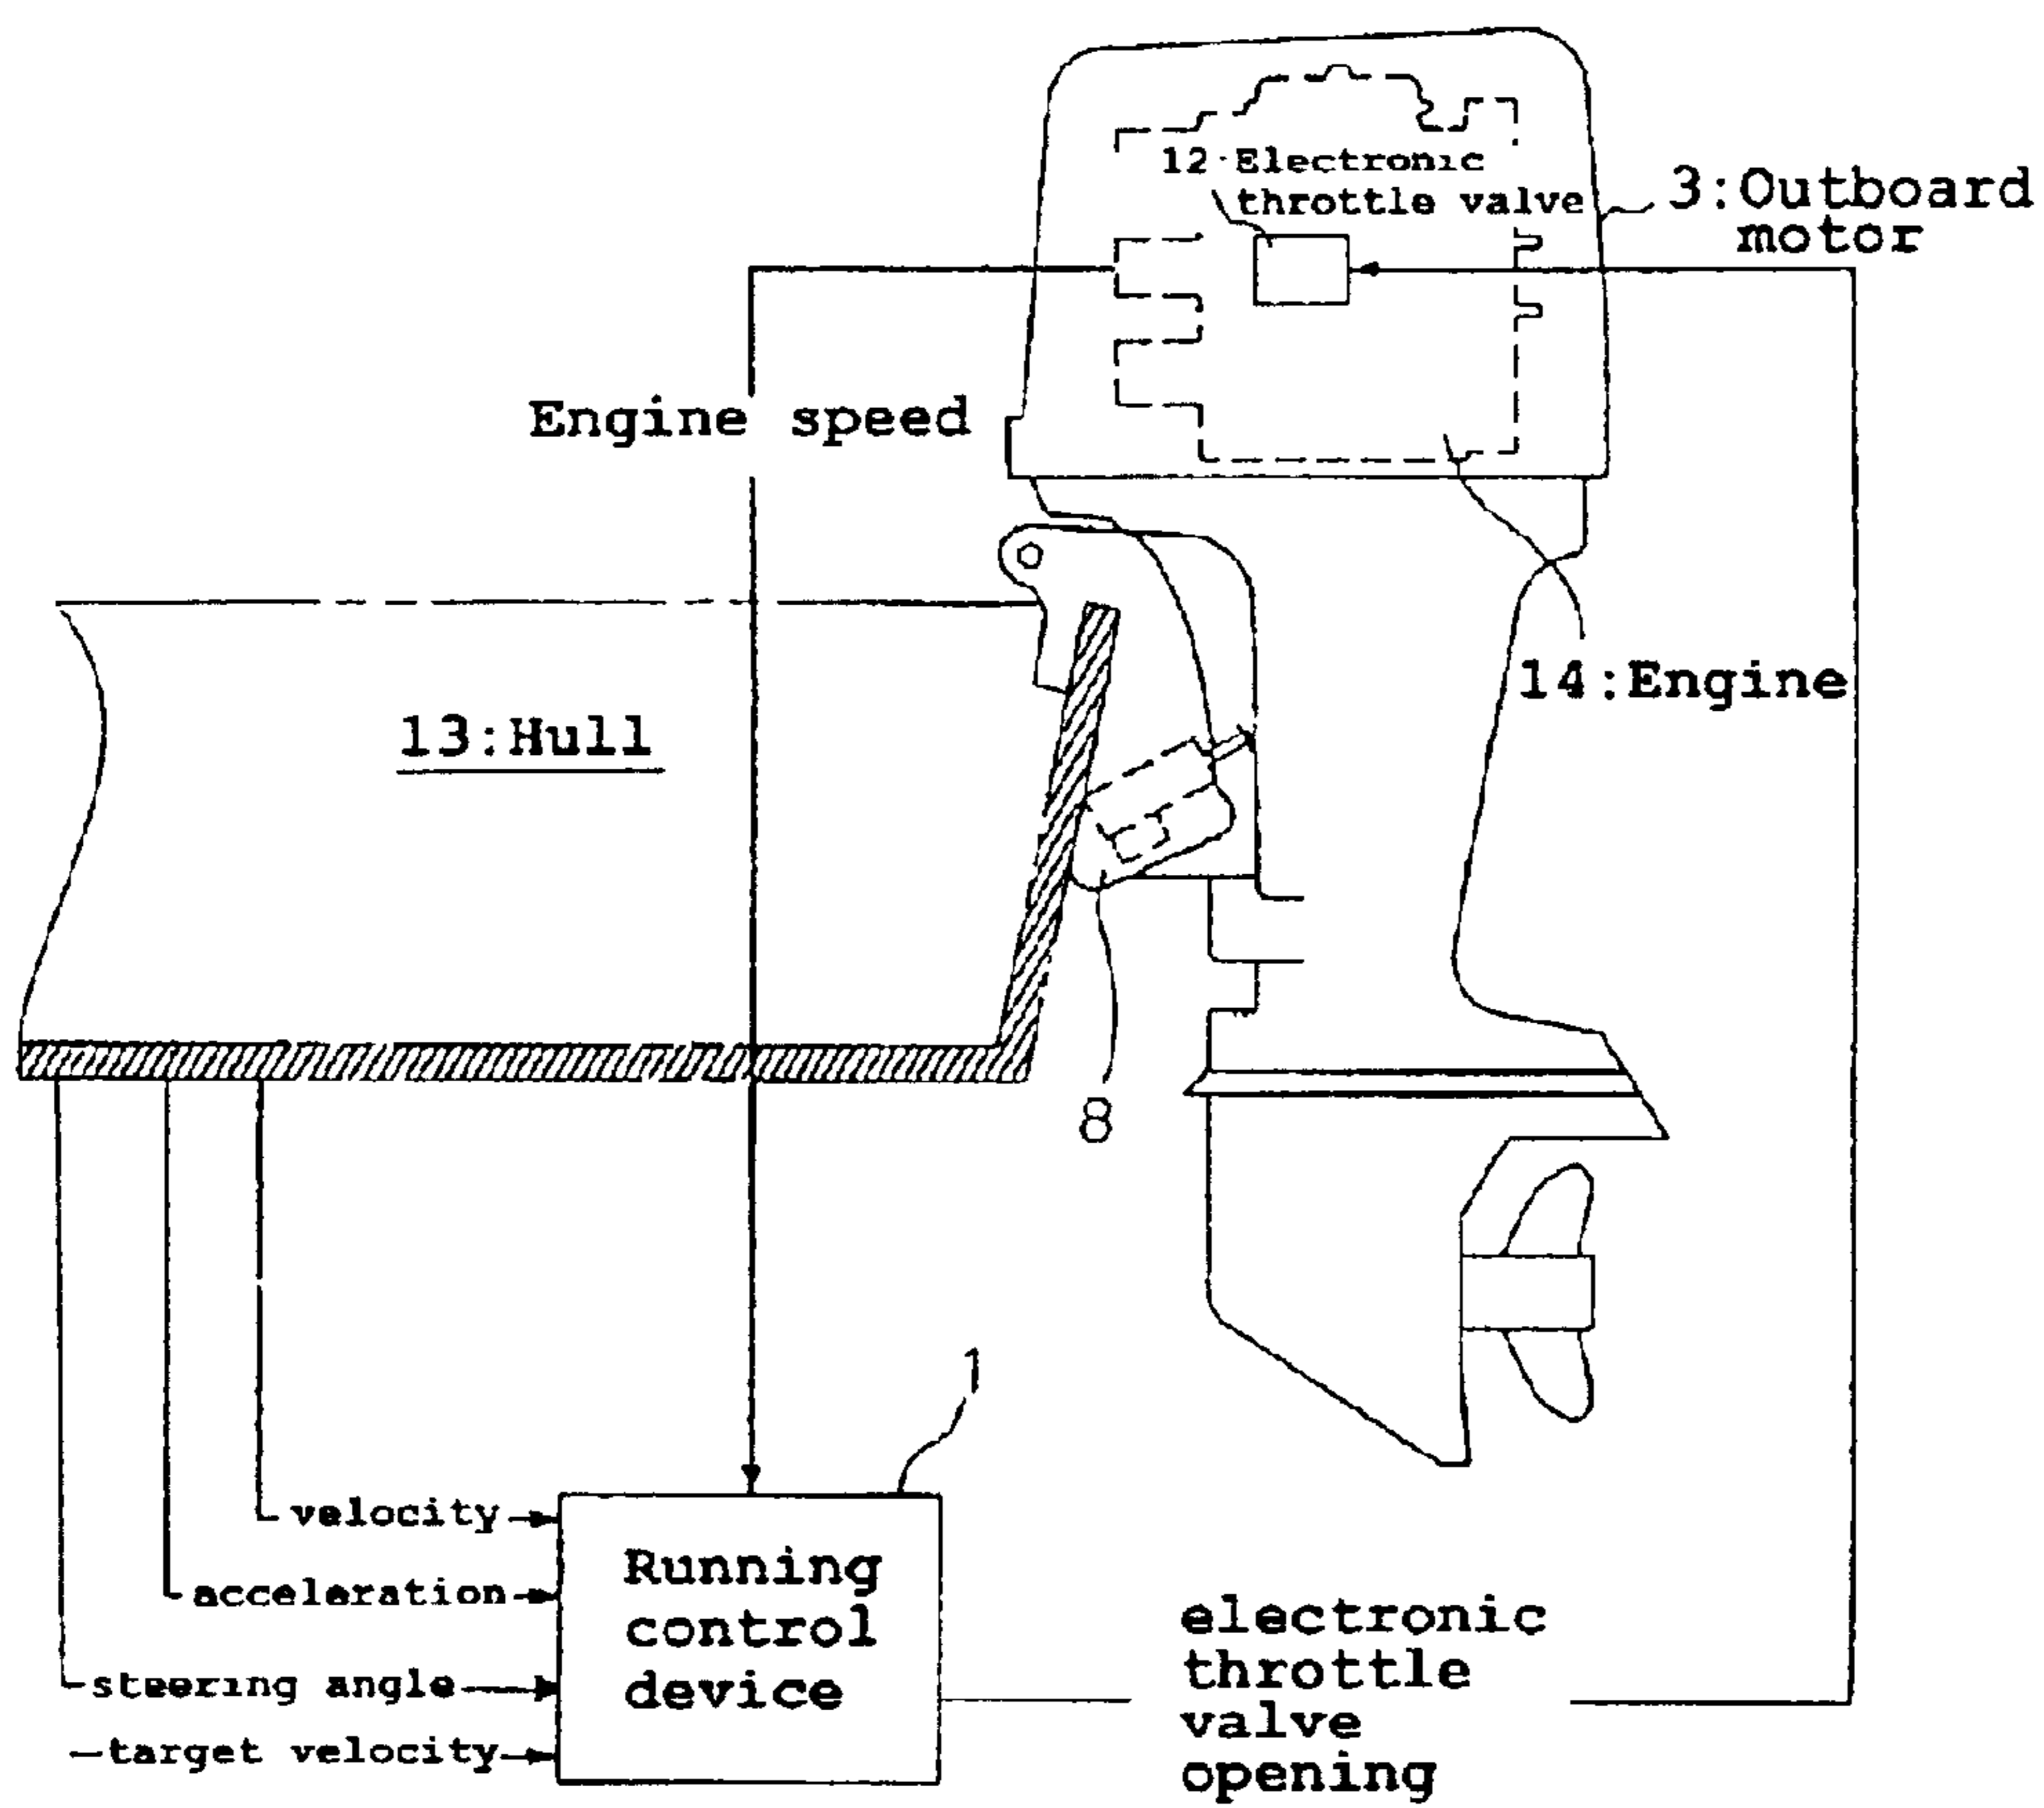 12:Electronic
throttle valve
3:Outboard
motor
Engine speed
14:Engine
13:Hull
8
1
velocity
acceleration
steering angle
target velocity
Running
control
device
electronic
throttle
valve
opening